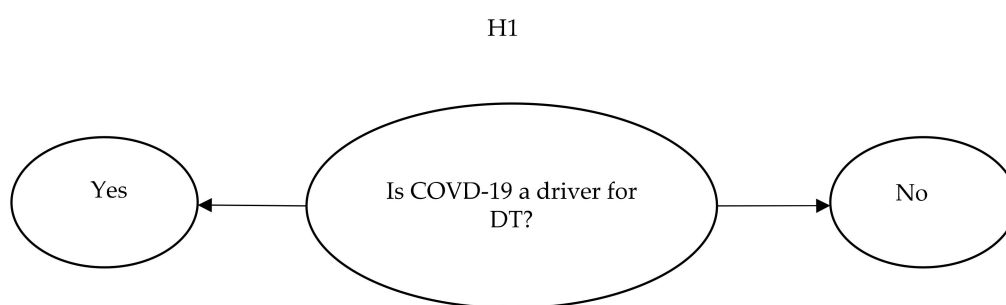 H1
Yes
Is COVD-19 a driver for
DT?
No